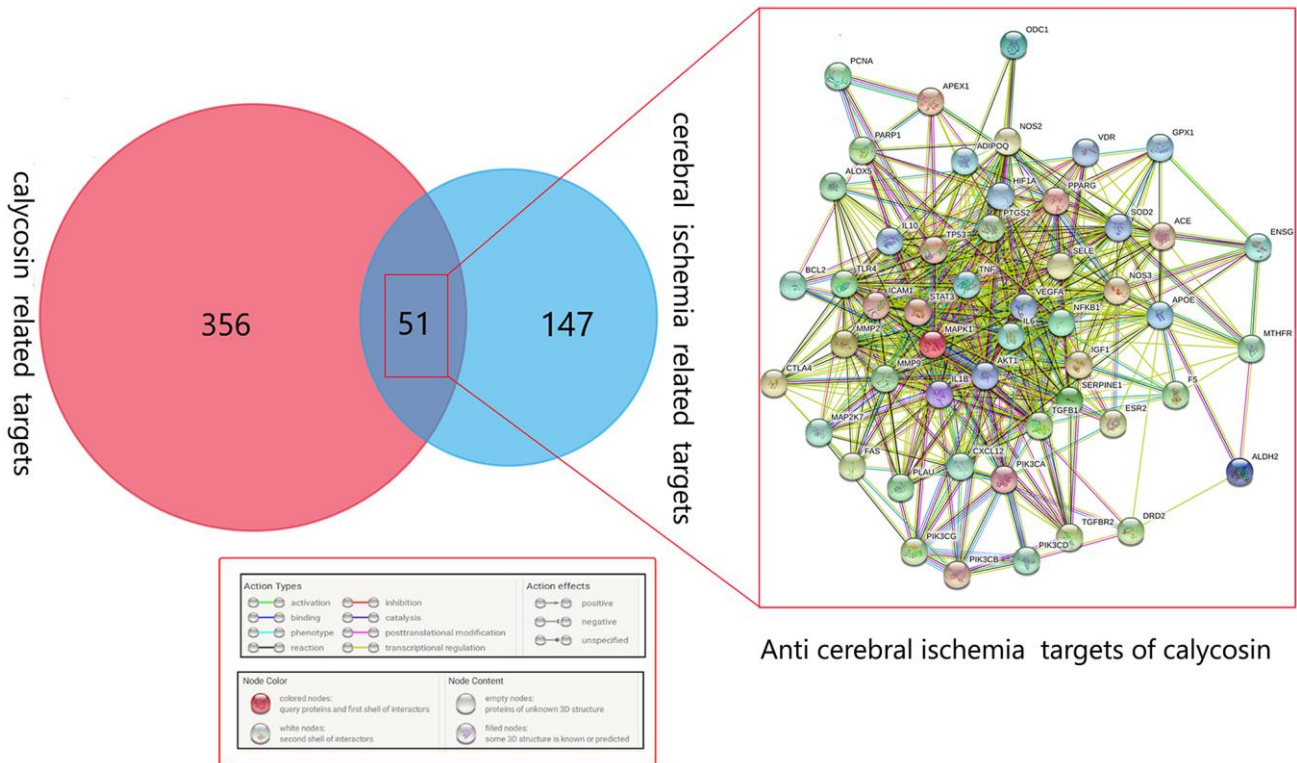 calycosin related targets
356
51
147
cerebral ischemia related targets
ODC1
PCNA
APEX1
NOS2
PARP1
ADIPOQ
VDR
GPX1
ALOX5
HIF1A
PPARG
PTGS2
IL10
TP53
SOD2
ACE
SELE
ENSG
BCL2
TLR4
TNF
NOS3
ICAM1
STAT3
VEGFA
NFKB1
APOE
MMP2
MAPK1
IL6
MTHFR
CTLA4
MMP9
AKT1
IGF1
IL1B
SERPINE1
F5
MAP2K7
TGFB1
ESR2
FAS
PLAU
CXCL12
PIK3CA
ALDH2
TGFBR2
DRD2
PIK3CG
PIK3CB
PIK3CD
Anti cerebral ischemia targets of calycosin
Action Types
activation
inhibition
binding
catalysis
phenotype
posttranslational modification
reaction
transcriptional regulation
Action effects
positive
negative
unspecified
Node Color
colored nodes:
query proteins and first shell of interactors
white nodes:
second shell of interactors
Node Content
empty nodes:
proteins of unknown 3D structure
filled nodes:
some 3D structure is known or predicted